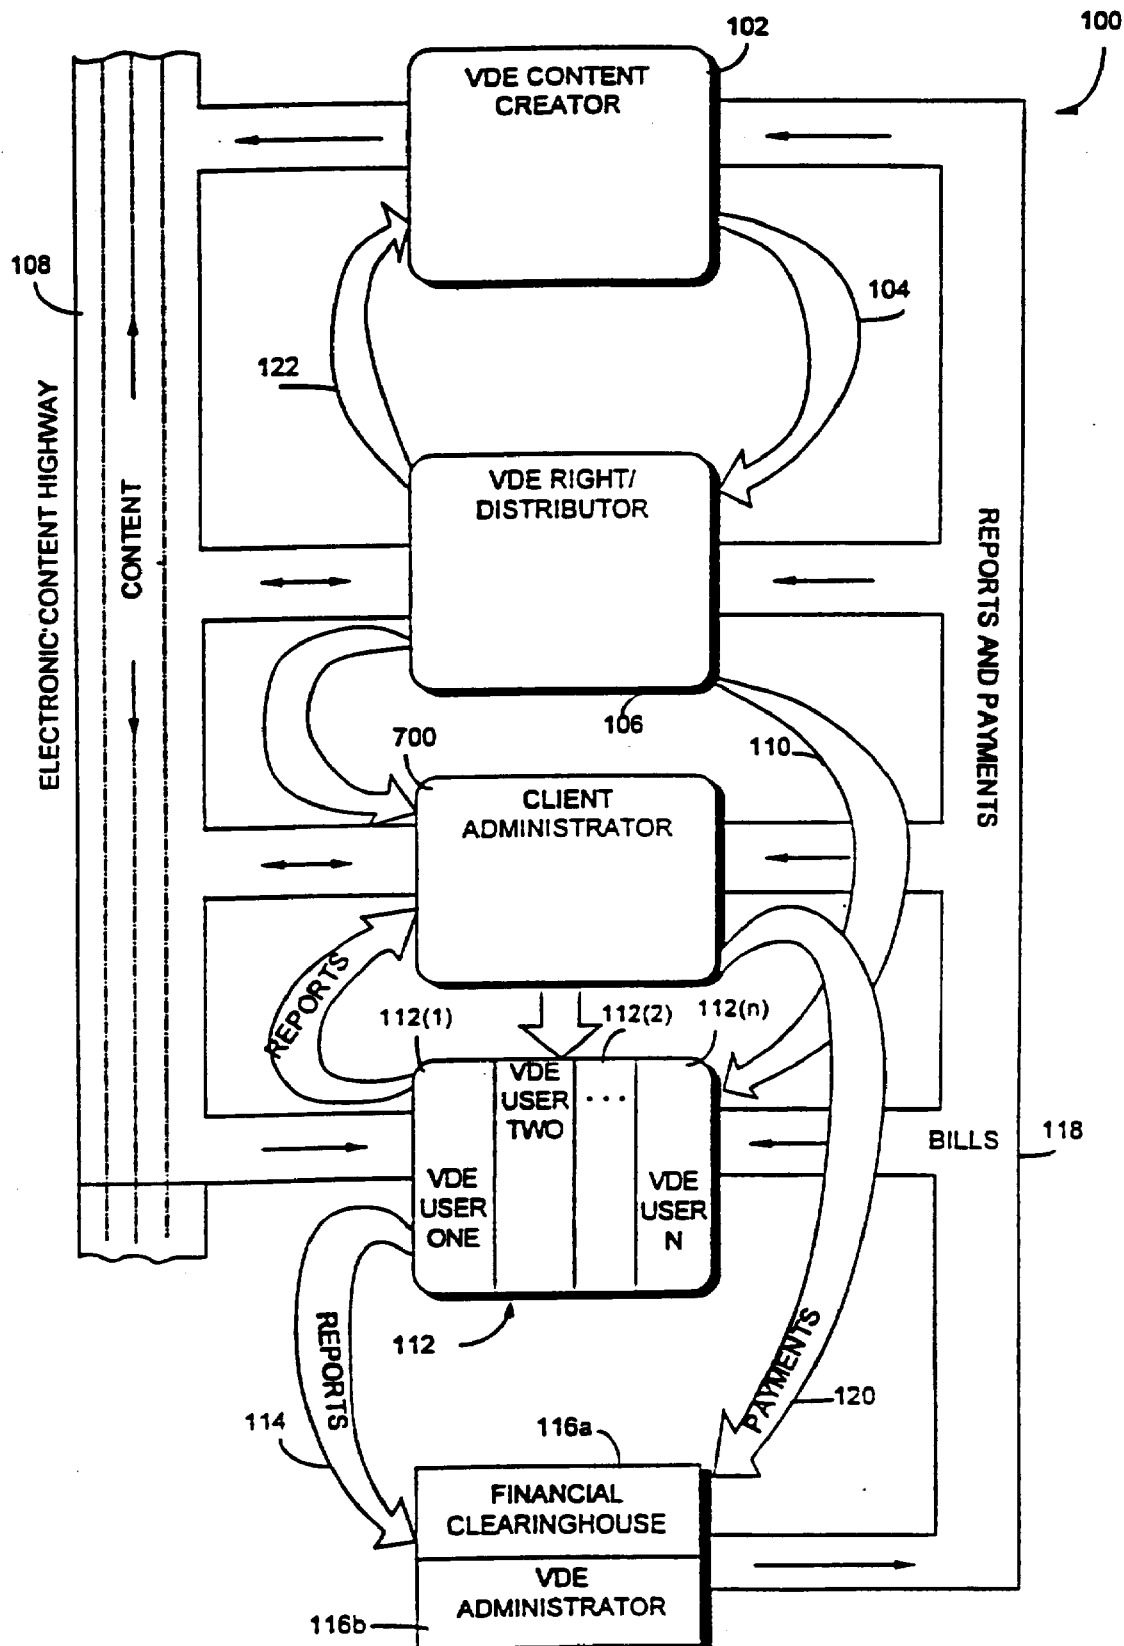 102
100
VDE CONTENT
CREATOR
108
104
122
ELECTRONIC CONTENT HIGHWAY
CONTENT
VDE RIGHT/
DISTRIBUTOR
REPORTS AND PAYMENTS
106
110
700
CLIENT
ADMINISTRATOR
REPORTS
112(1)
112(2)
112(n)
VDE
USER
TWO
...
VDE
USER
ONE
VDE
USER
N
BILLS
118
112
REPORTS
PAYMENTS
120
114
116a
FINANCIAL
CLEARINGHOUSE
VDE
ADMINISTRATOR
116b